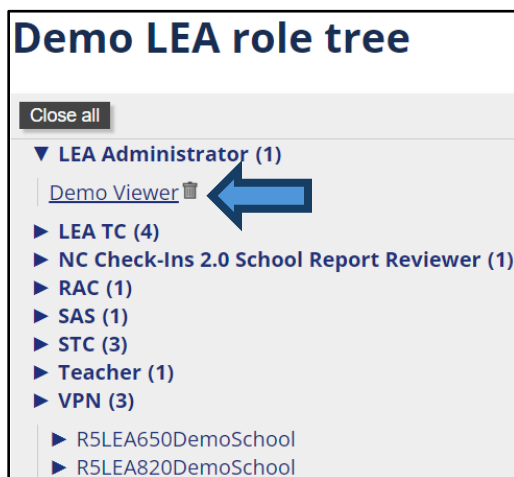 Demo LEA role tree
Close all
▼ LEA Administrator (1)
Demo Viewer
► LEA TC (4)
► NC Check-Ins 2.0 School Report Reviewer (1)
► RAC (1)
► SAS (1)
► STC (3)
► Teacher (1)
► VPN (3)
► R5LEA650DemoSchool
► R5LEA820DemoSchool